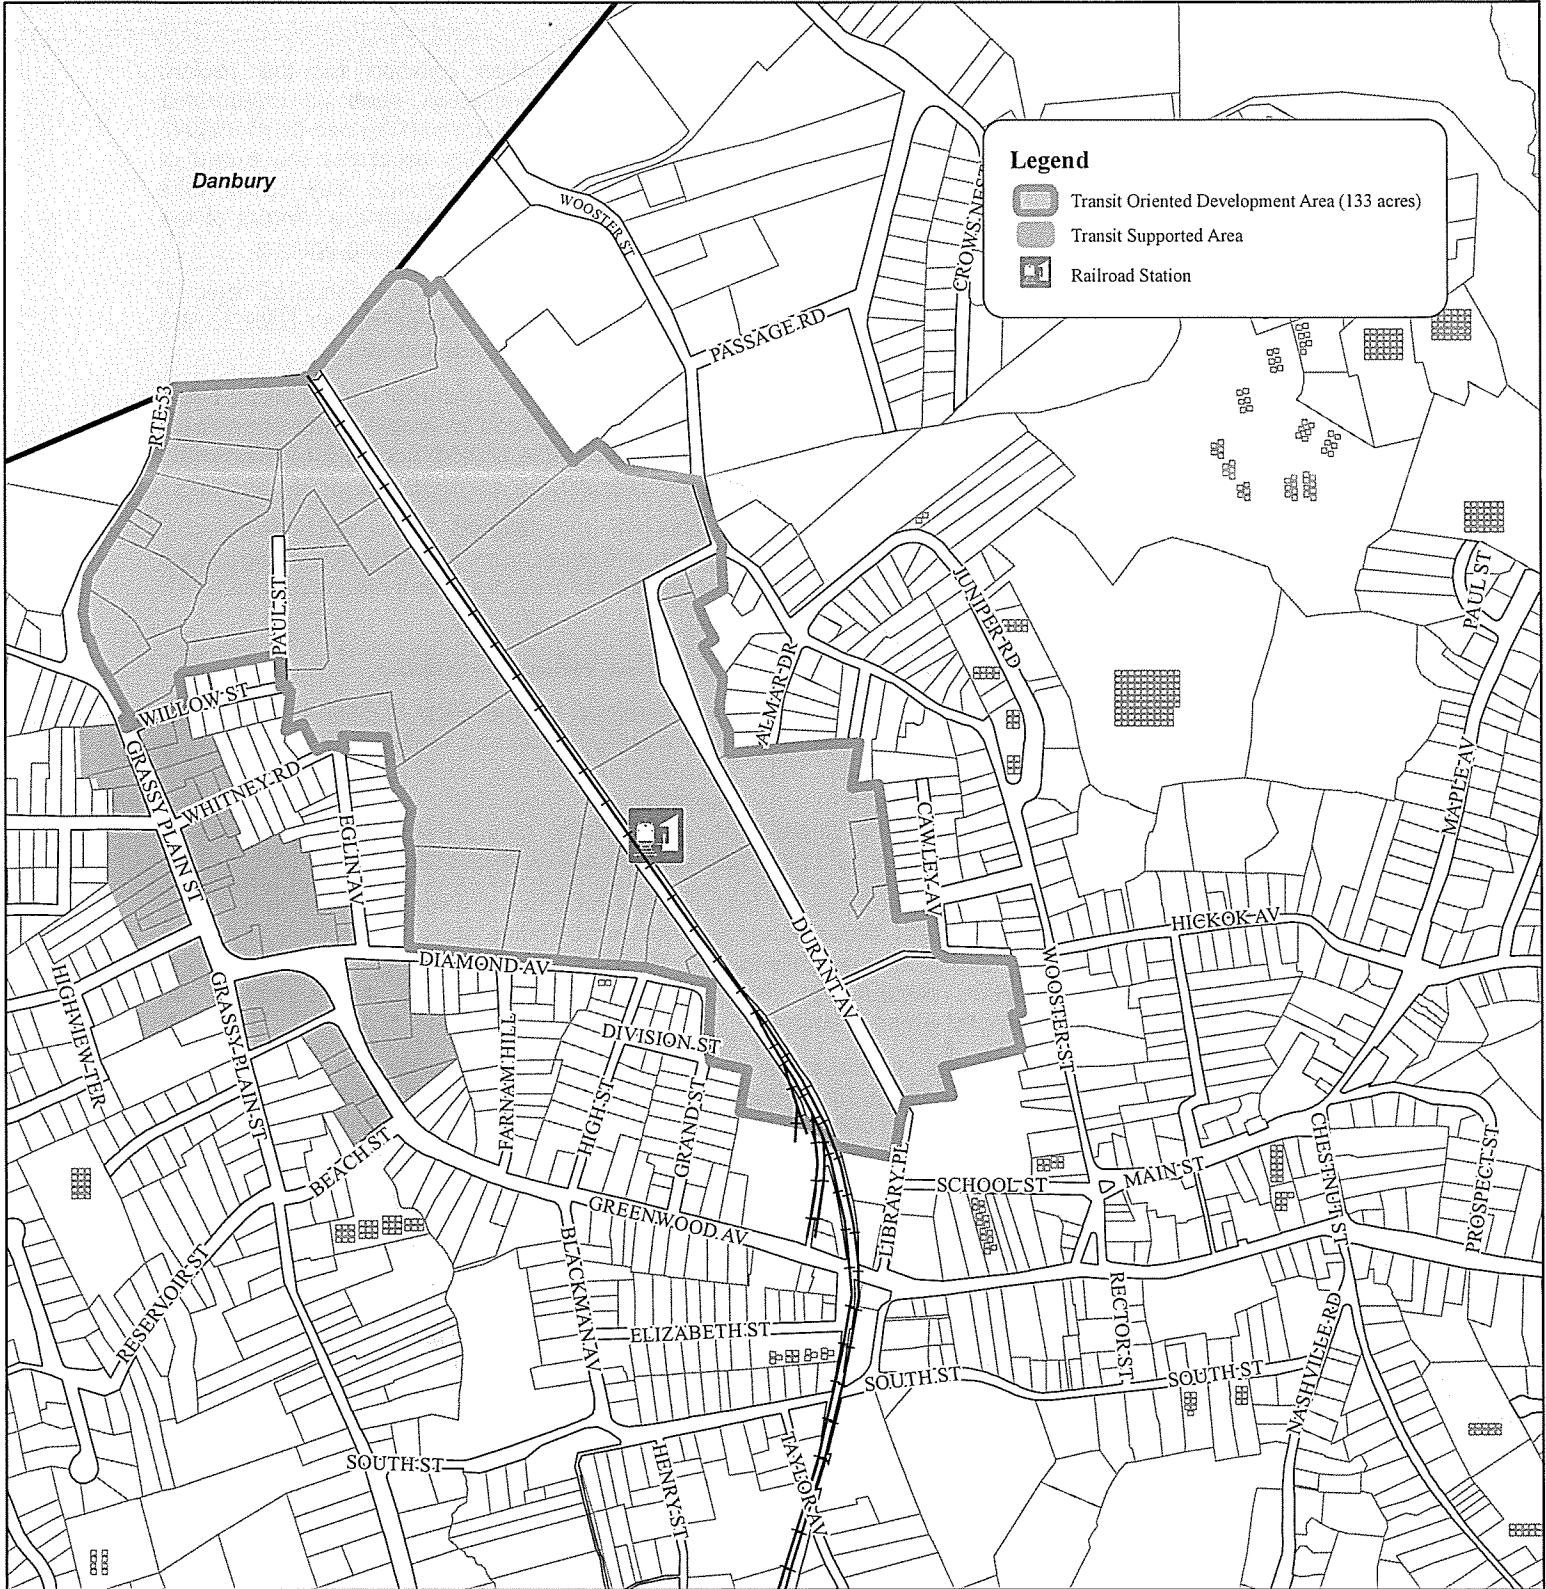 Danbury
Legend
Transit Oriented Development Area (133 acres)
Transit Supported Area
Railroad Station
WOOSTER ST
CROWS NEST
PASSAGE RD
RTE 53
PAUL ST
JUNIPER RD
PAUL ST
WILLOW ST
ALMAR DR
GRASSY PLAIN ST
WHITNEY RD
EGLIN AV
CAWLEY AV
MAPLE AV
HICKOK AV
DURANT AV
DIAMOND AV
WOOSTER ST
HIGHVIEW TER
GRASSY PLAIN ST
FARNAM HILL
DIVISION ST
HIGH ST
GRAND ST
BEACH ST
LIBRARY PL
SCHOOL ST
MAIN ST
CHESTNUT ST
PROSPECT ST
GREENWOOD AV
RESERVOIR ST
BLACKMAN AV
ELIZABETH ST
RECTOR ST
NASHVILLE RD
SOUTH ST
SOUTH ST
SOUTH ST
HENRY ST
TAYLOR AV